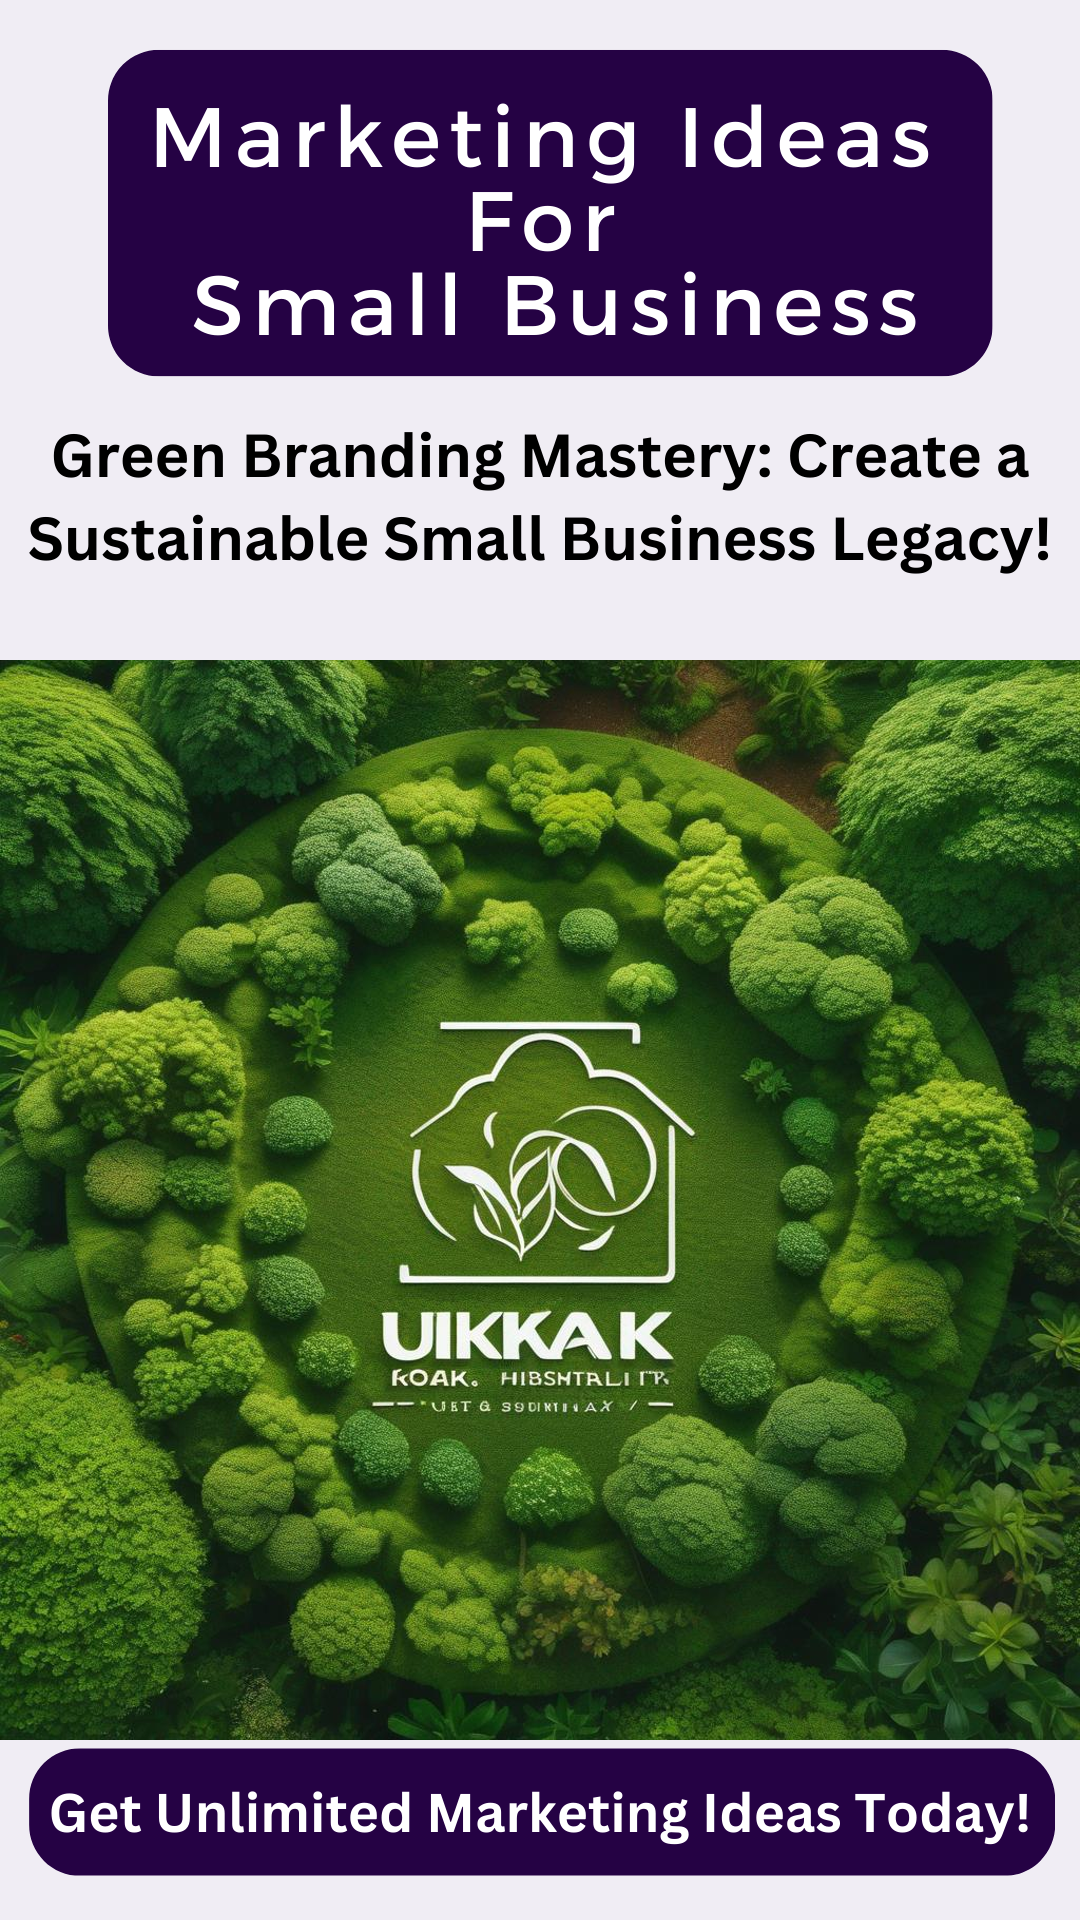 Marketing Ideas
For
Small Business
Green Branding Mastery: Create a
Sustainable Small Business Legacy!
UIKKAK
ROAK.
Get Unlimited Marketing Ideas Today!